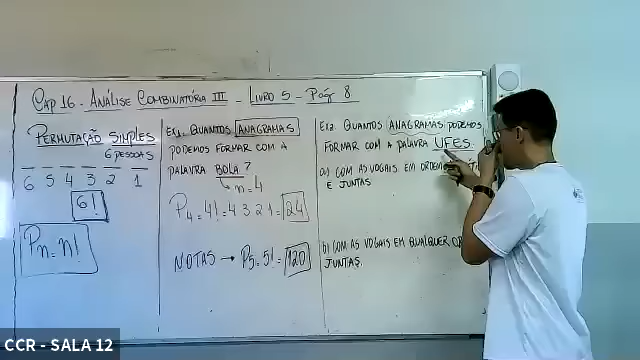 CAP 16 - ANÁLISE COMBINATÓRIA III - LIVRO 5 - PÁG 8
PERMUTAÇÃO SIMPLES
6 PESSOAS
6 5 4 3 2 1
6!
Pn = n!
EX1. QUANTOS ANAGRAMAS
PODEMOS FORMAR COM A
PALAVRA BOLA?
n = 4
P4 = 4! = 4 3 2 1 = 24
NOTAS → P5 = 5! = 120
EX2. QUANTOS ANAGRAMAS PODEMOS
FORMAR COM A PALAVRA UFES
a) COM AS VOGAIS EM ORDEM
E JUNTAS
b) COM AS VOGAIS EM QUALQUER
JUNTAS.
CCR - SALA 12